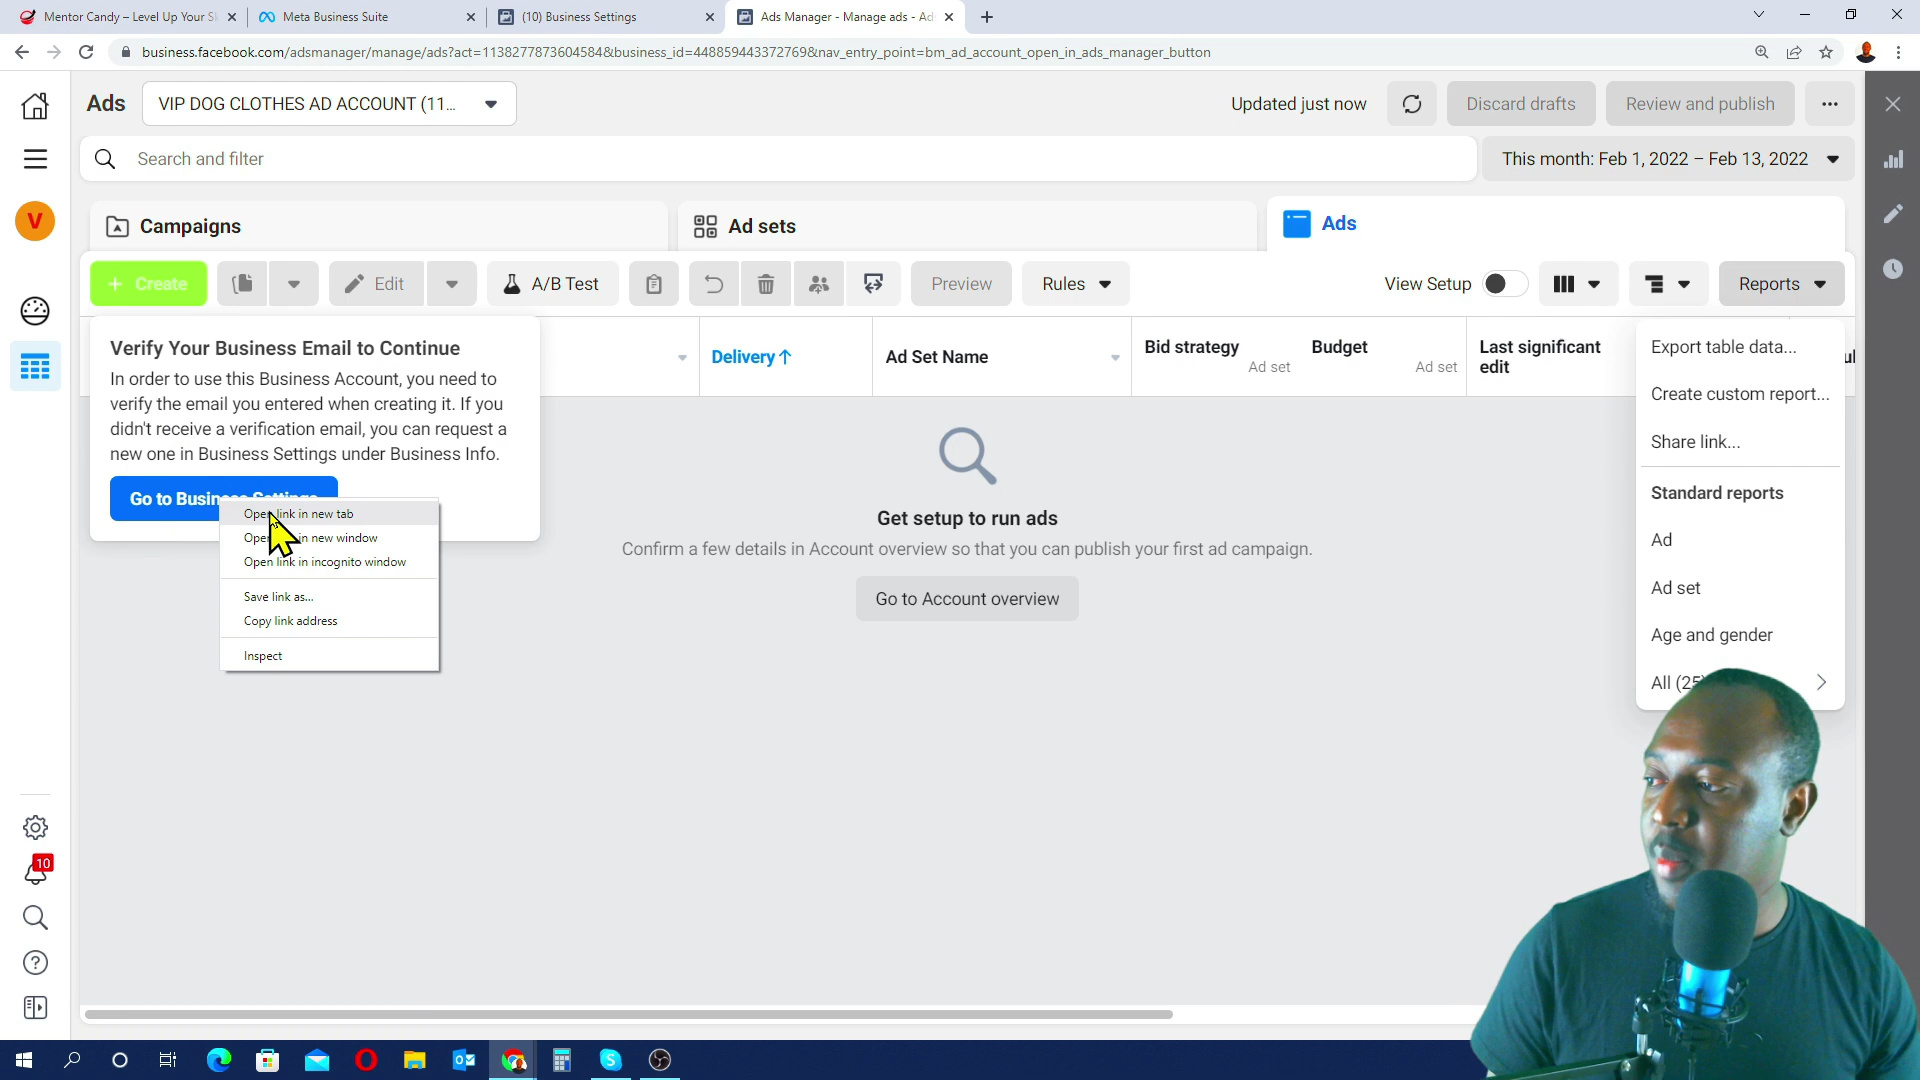 Mentor Candy – Level Up Your S
Meta Business Suite
(10) Business Settings
Ads Manager - Manage ads - Ad
business.facebook.com/adsmanager/manage/ads?act=1138277873604584&business_id=448859443372769&nav_entry_point=bm_ad_account_open_in_ads_manager_button
Ads
VIP DOG CLOTHES AD ACCOUNT (11...
Updated just now
Discard drafts
Review and publish
Search and filter
This month: Feb 1, 2022 – Feb 13, 2022
V
Campaigns
Ad sets
Ads
+ Create
Edit
A/B Test
Preview
Rules
View Setup
Reports
Verify Your Business Email to Continue
In order to use this Business Account, you need to
verify the email you entered when creating it. If you
didn't receive a verification email, you can request a
new one in Business Settings under Business Info.
Go to Business Settings
Open link in new tab
Open in new window
Open link in incognito window
Save link as...
Copy link address
Inspect
Delivery↑
Ad Set Name
Bid strategy
Ad set
Budget
Ad set
Last significant
edit
Export table data...
Create custom report...
Share link...
Standard reports
Ad
Ad set
Age and gender
All (25
Get setup to run ads
Confirm a few details in Account overview so that you can publish your first ad campaign.
Go to Account overview
10